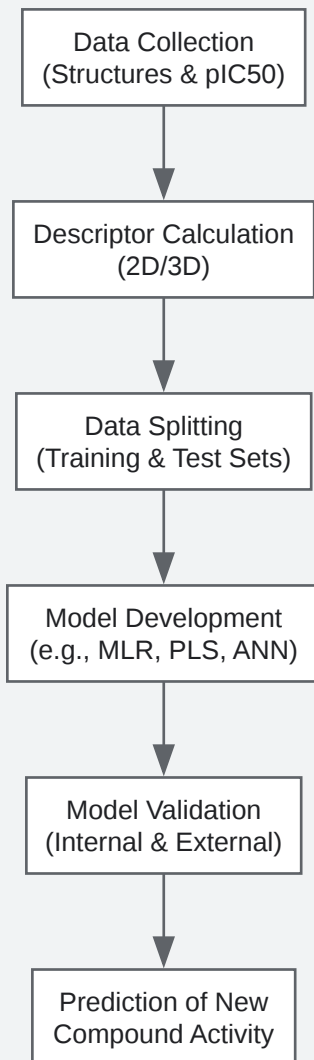 Data Collection
(Structures & pIC50)
Descriptor Calculation
(2D/3D)
Data Splitting
(Training & Test Sets)
Model Development
(e.g., MLR, PLS, ANN)
Model Validation
(Internal & External)
Prediction of New
Compound Activity